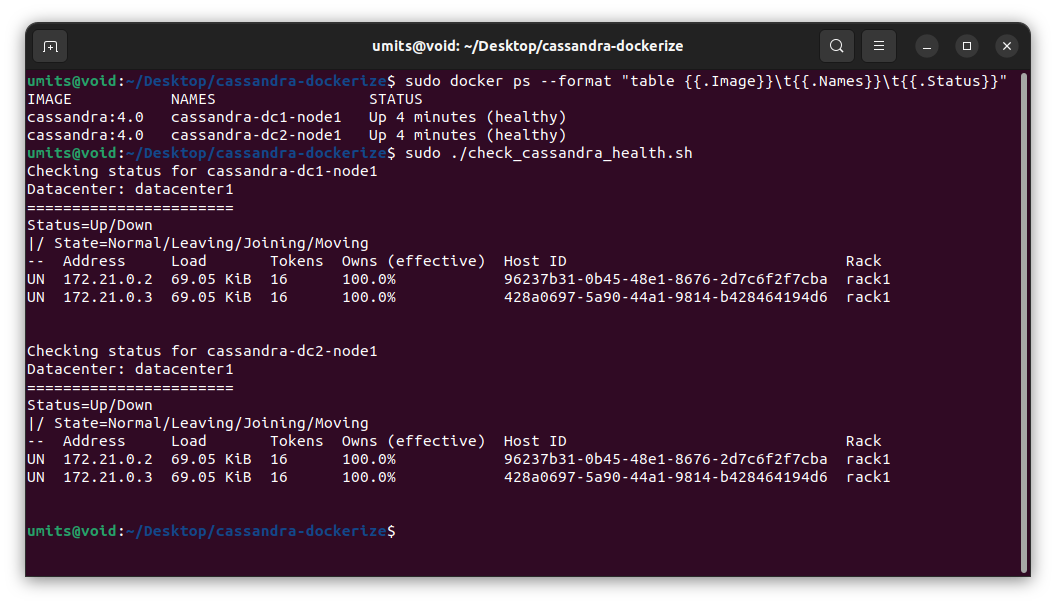 umits@void: ~/Desktop/cassandra-dockerize
umits@void:~/Desktop/cassandra-dockerize$ sudo docker ps --format "table {{.Image}}\t{{.Names}}\t{{.Status}}"
IMAGE           NAMES                 STATUS
cassandra:4.0   cassandra-dc1-node1   Up 4 minutes (healthy)
cassandra:4.0   cassandra-dc2-node1   Up 4 minutes (healthy)
umits@void:~/Desktop/cassandra-dockerize$ sudo ./check_cassandra_health.sh
Checking status for cassandra-dc1-node1
Datacenter: datacenter1
=======================
Status=Up/Down
|/ State=Normal/Leaving/Joining/Moving
--  Address     Load       Tokens  Owns (effective)  Host ID                               Rack
UN  172.21.0.2  69.05 KiB  16      100.0%            96237b31-0b45-48e1-8676-2d7c6f2f7cba  rack1
UN  172.21.0.3  69.05 KiB  16      100.0%            428a0697-5a90-44a1-9814-b428464194d6  rack1
Checking status for cassandra-dc2-node1
Datacenter: datacenter1
=======================
Status=Up/Down
|/ State=Normal/Leaving/Joining/Moving
--  Address     Load       Tokens  Owns (effective)  Host ID                               Rack
UN  172.21.0.2  69.05 KiB  16      100.0%            96237b31-0b45-48e1-8676-2d7c6f2f7cba  rack1
UN  172.21.0.3  69.05 KiB  16      100.0%            428a0697-5a90-44a1-9814-b428464194d6  rack1
umits@void:~/Desktop/cassandra-dockerize$